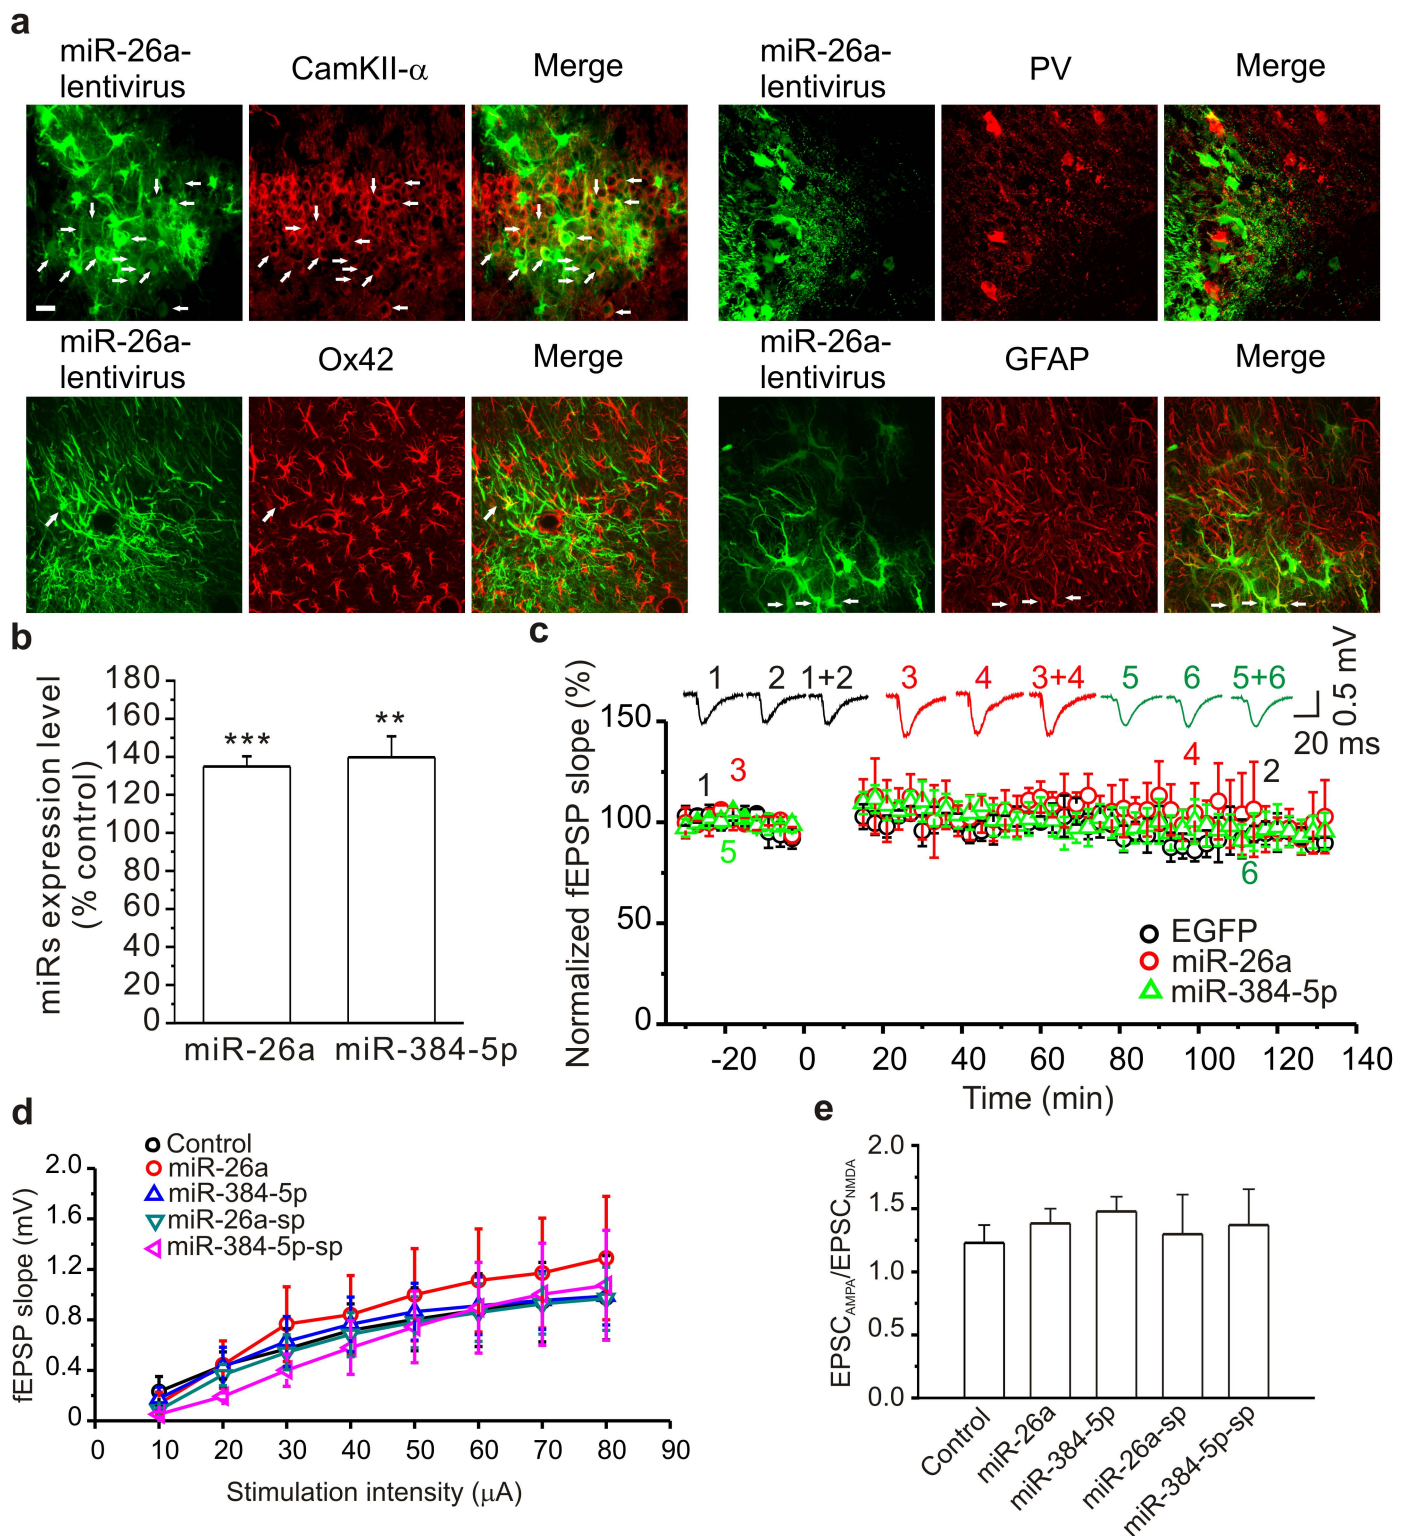 a
miR-26a-
lentivirus
CamKII-α
Merge
miR-26a-
lentivirus
PV
Merge
miR-26a-
lentivirus
Ox42
Merge
miR-26a-
lentivirus
GFAP
Merge
b
miRs expression level
(% control)
180
160
140
120
100
80
60
40
20
0
***
**
miR-26a
miR-384-5p
c
Normalized fEPSP slope (%)
150
100
50
0
1
2
1+2
3
4
3+4
5
6
5+6
0.5 mV
20 ms
1
3
5
4
2
6
EGFP
miR-26a
miR-384-5p
-20
0
20
40
60
80
100
120
140
Time (min)
d
fEPSP slope (mV)
2.0
1.6
1.2
0.8
0.4
0
Control
miR-26a
miR-384-5p
miR-26a-sp
miR-384-5p-sp
0
10
20
30
40
50
60
70
80
90
Stimulation intensity (μA)
e
EPSC_AMPA/EPSC_NMDA
2.0
1.5
1.0
0.5
0.0
Control
miR-26a
miR-384-5p
miR-26a-sp
miR-384-5p-sp